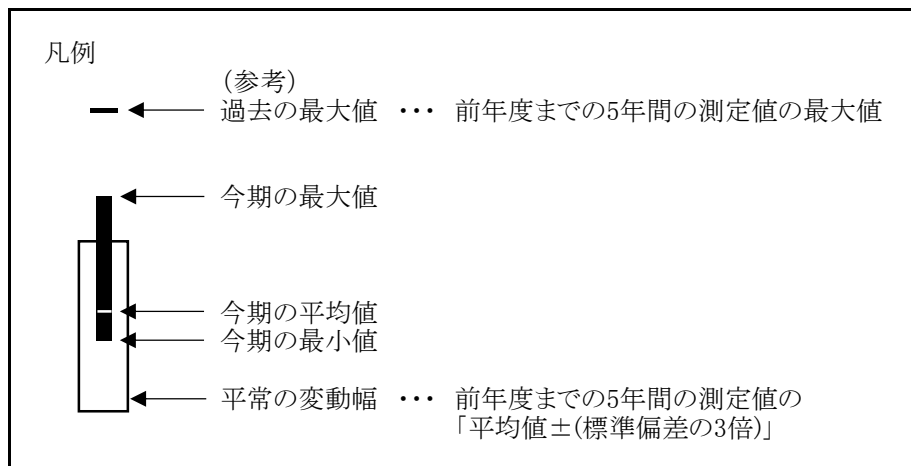 凡例
(参考)
過去の最大値 ・・・ 前年度までの5年間の測定値の最大値
今期の最大値
今期の平均値
今期の最小値
平常の変動幅 ・・・ 前年度までの5年間の測定値の
「平均値±(標準偏差の3倍)」